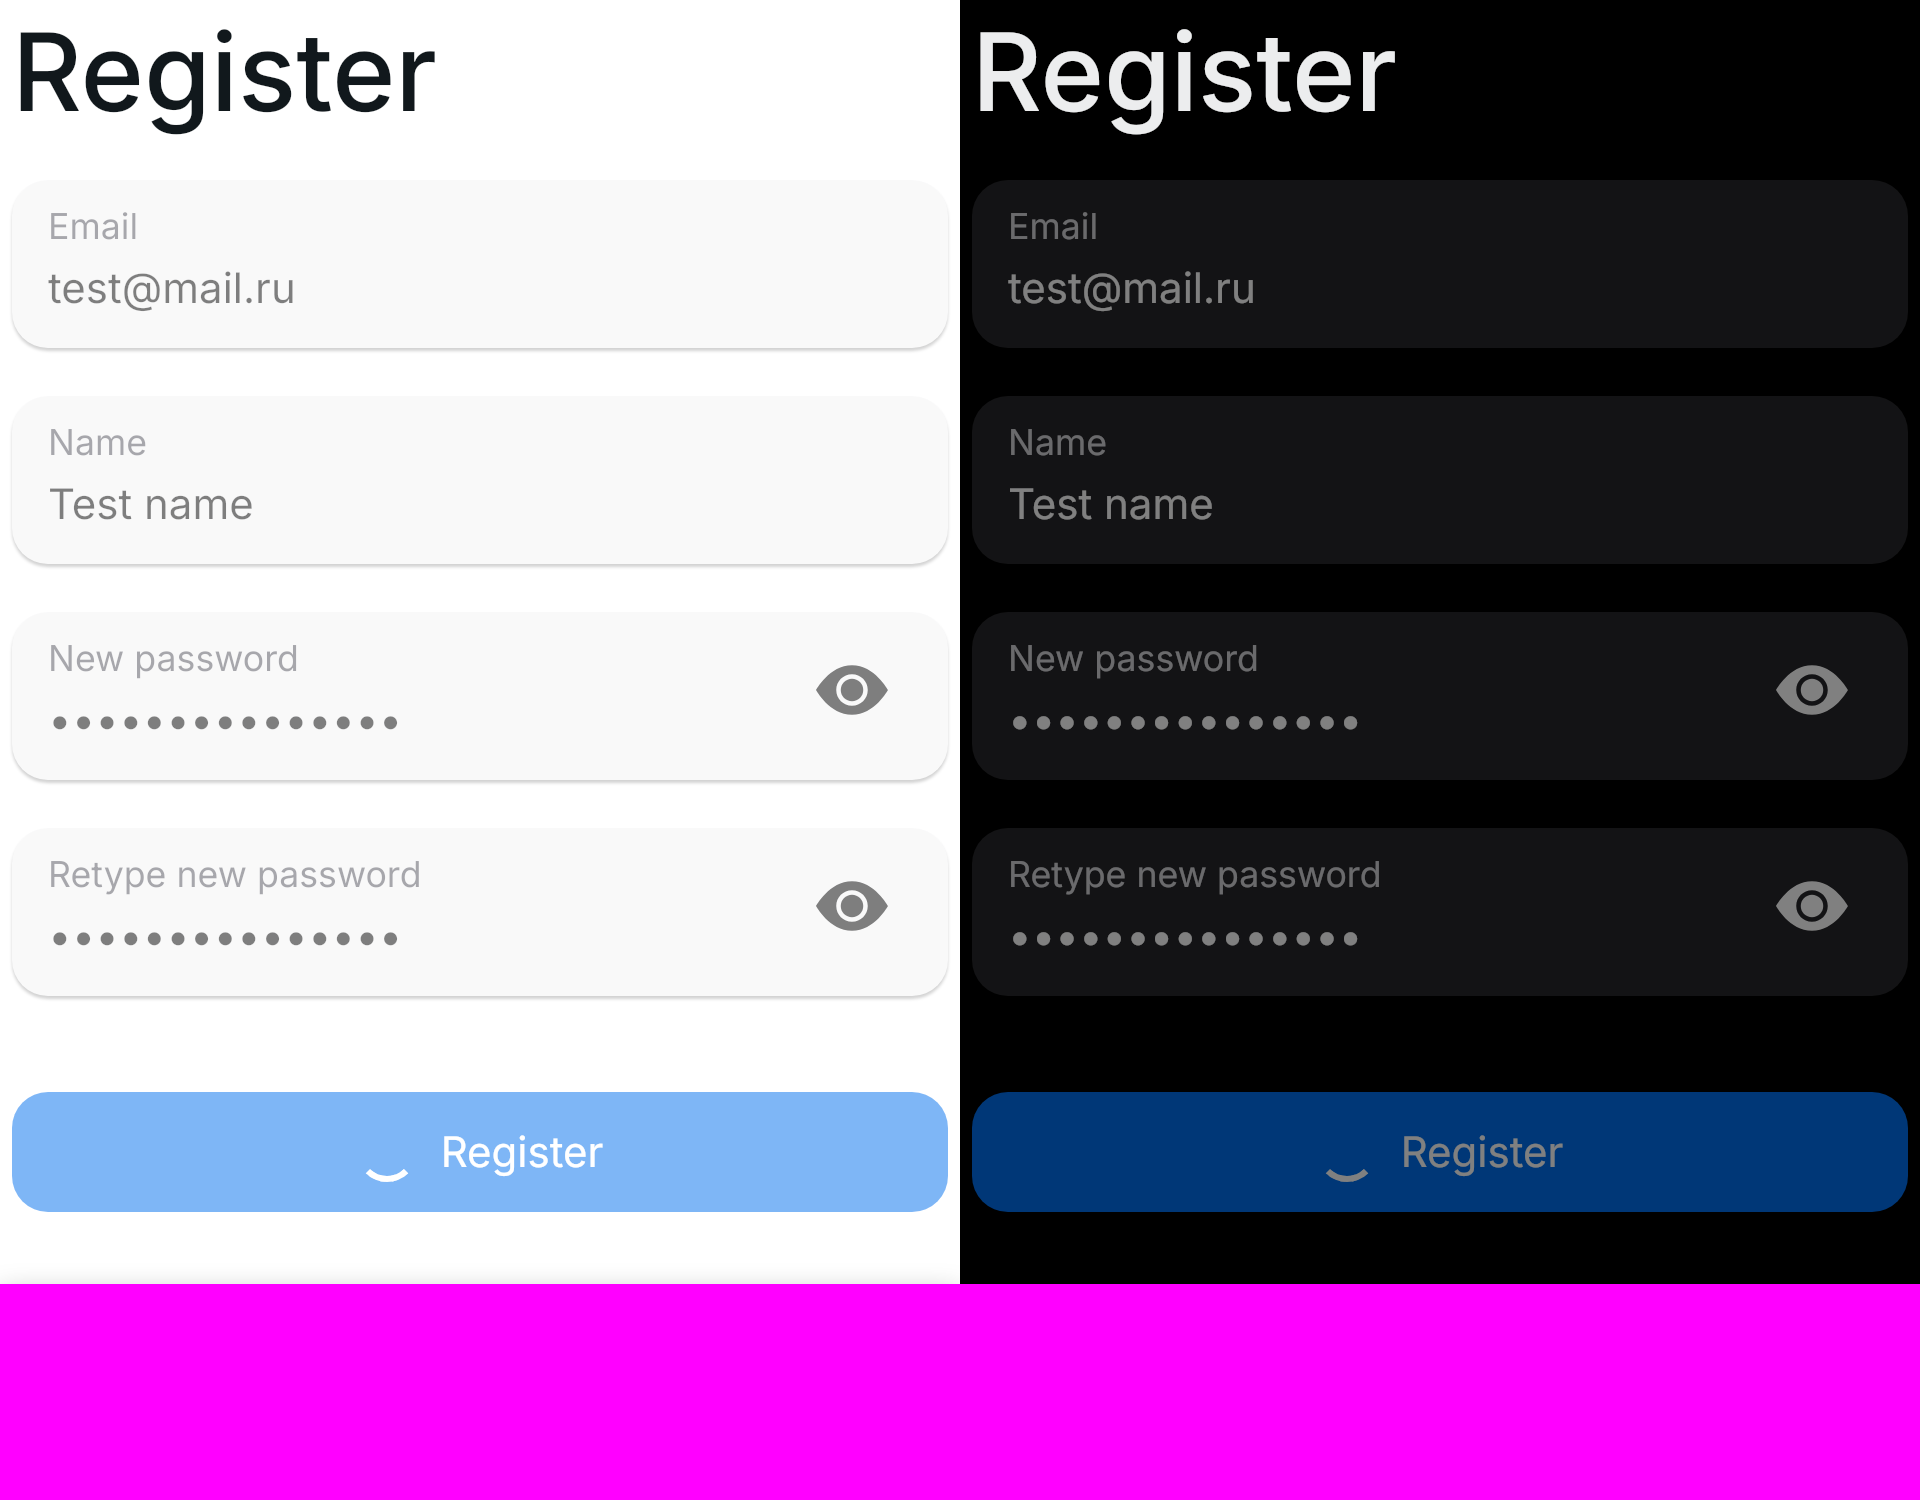 Register
Email
test@mail.ru
Name
Test name
New password
•••••••••••••••
Retype new password
•••••••••••••••
Register
Register
Email
test@mail.ru
Name
Test name
New password
•••••••••••••••
Retype new password
•••••••••••••••
Register